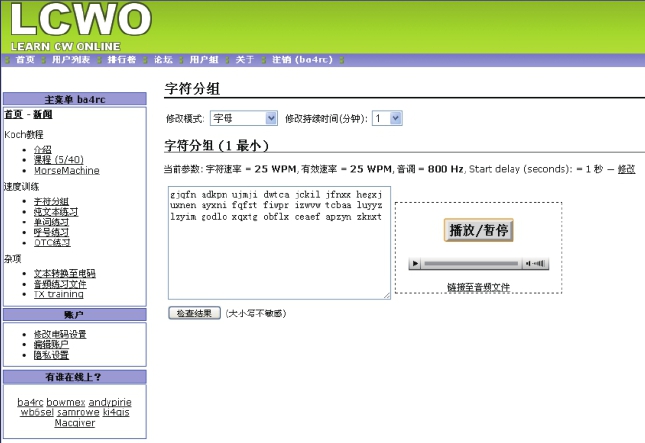 LCWO
LEARN CW ONLINE
首页 用户列表 排行榜 论坛 用户组 关于 注销 (ba4rc)
主菜单 ba4rc
首页 - 新闻
Koch教程
介绍
课程 (5/40)
MorseMachine
速度训练
字符分组
纯文本练习
单词练习
呼号练习
QTC练习
杂项
文本转换至电码
音频练习文件
TX training
账户
修改电码设置
编辑账户
隐私设置
有谁在线上？
ba4rc bowmex andypirie
wb6sel samrowe ki4qis
Macgiver
字符分组
修改模式: 字母 修改持续时间(分钟): 1
字符分组 (1 最小)
当前参数: 字符速率 = 25 WPM, 有效速率 = 25 WPM, 音调 = 800 Hz, Start delay (seconds): = 1 秒 — 修改
gjqfn adkpn ujmji dwtca jckil jfnxx hegxj
uxnen ayxni fqfst fiwpr izwvw tcbaa luyyz
lzyim godlo xqxtg obflx ceaef apzyn zknxt
播放/暂停
链接至音频文件
检查结果 (大小写不敏感)